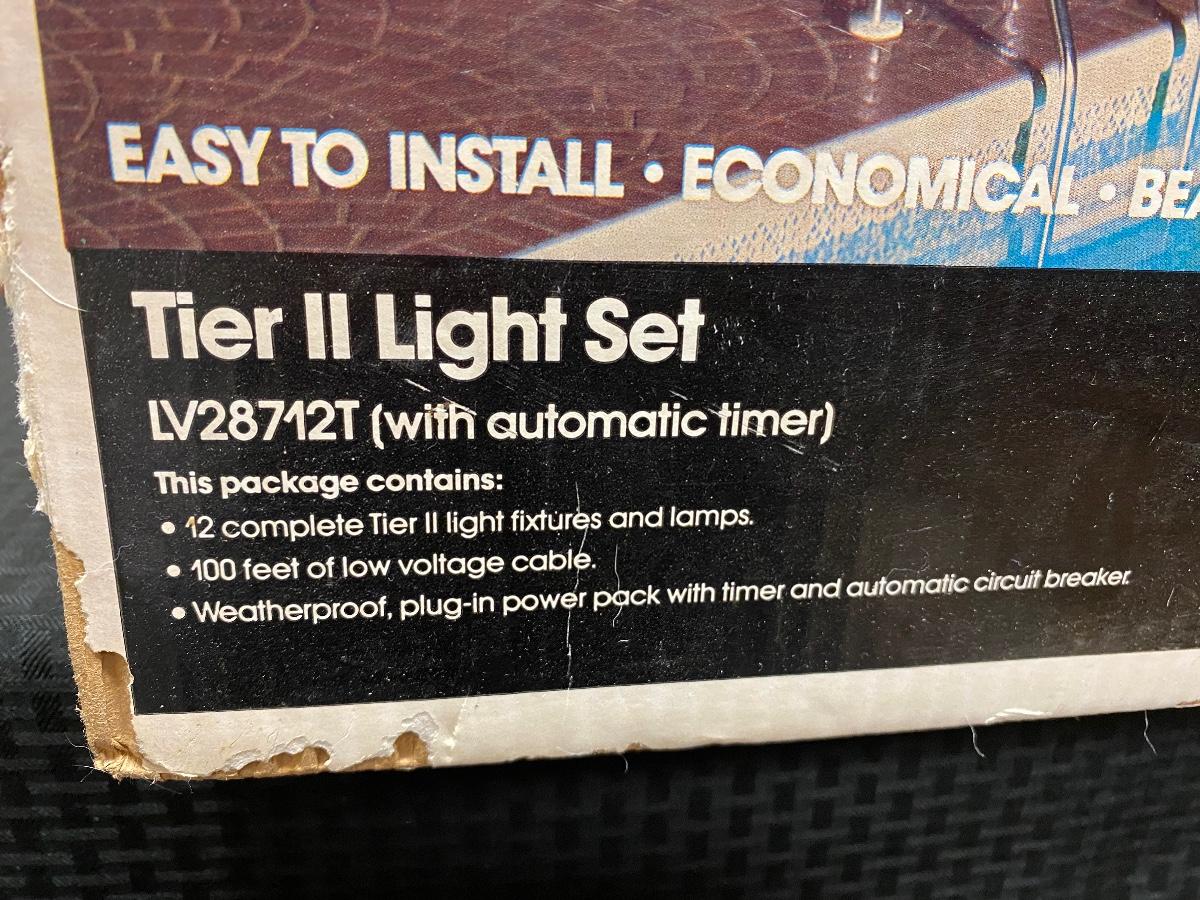 EASY TO INSTALL • ECONOMICAL •
Tier II Light Set
LV28712T (with automatic timer)
This package contains:
• 12 complete Tier II light fixtures and lamps.
• 100 feet of low voltage cable.
• Weatherproof, plug-in power pack with timer and automatic circuit breaker.